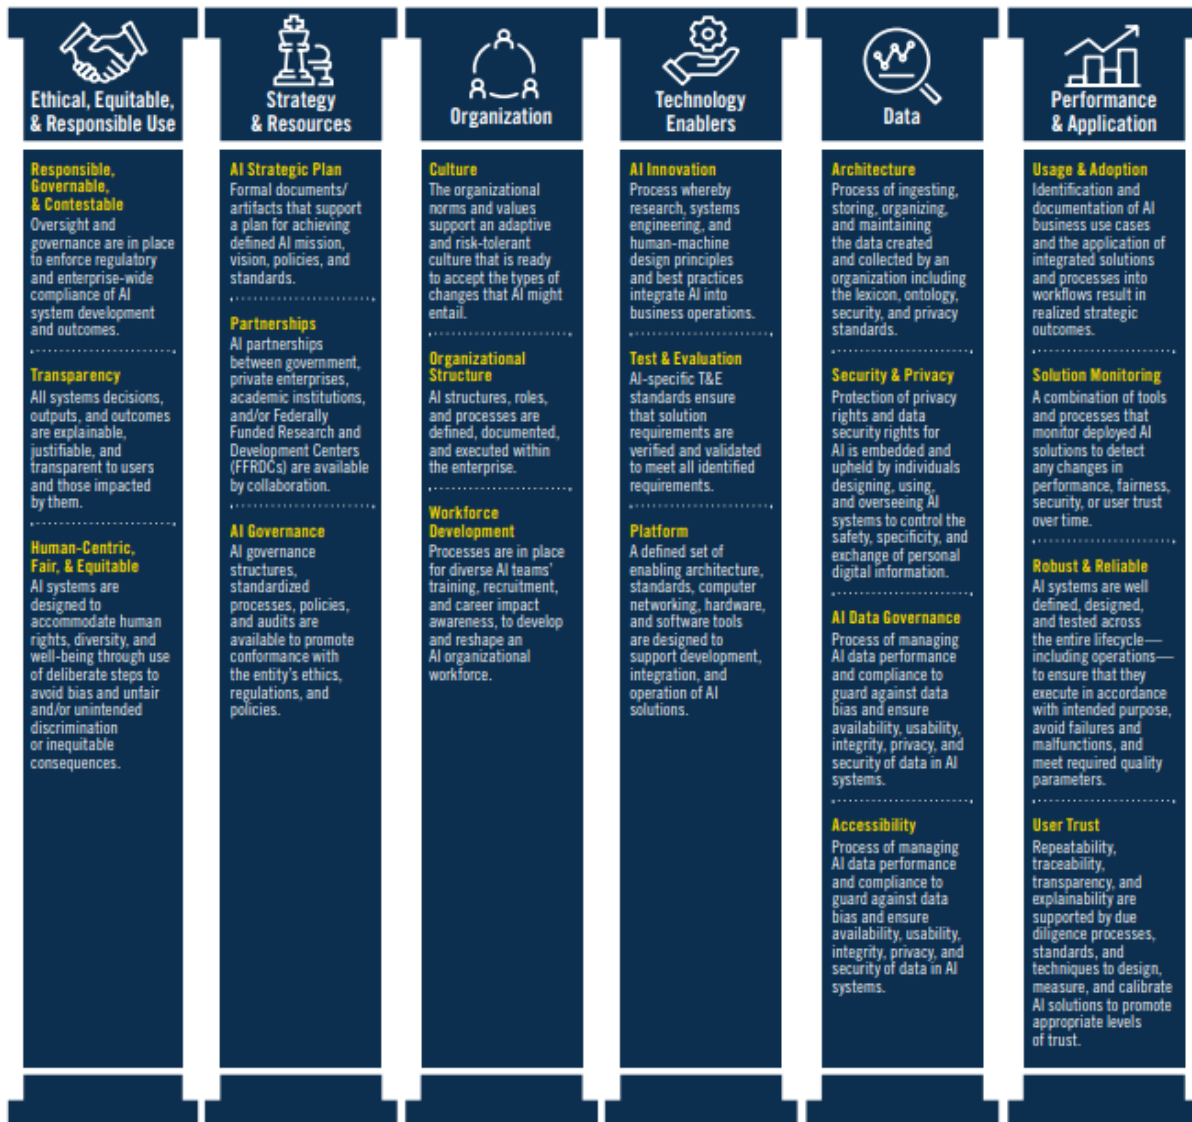 Ethical, Equitable,
& Responsible Use
Responsible,
Governable,
& Contestable
Oversight and
governance are in place
to enforce regulatory
and enterprise-wide
compliance of AI
system development
and outcomes.
Transparency
All systems decisions,
outputs, and outcomes
are explainable,
justifiable, and
transparent to users
and those impacted
by them.
Human-Centric,
Fair, & Equitable
AI systems are
designed to
accommodate human
rights, diversity, and
well-being through use
of deliberate steps to
avoid bias and unfair
and/or unintended
discrimination
or inequitable
consequences.
Strategy
& Resources
AI Strategic Plan
Formal documents/
artifacts that support
a plan for achieving
defined AI mission,
vision, policies, and
standards.
Partnerships
AI partnerships
between government,
private enterprises,
academic institutions,
and/or Federally
Funded Research and
Development Centers
(FFRDCs) are available
by collaboration.
AI Governance
AI governance
structures,
standardized
processes, policies,
and audits are
available to promote
conformance with
the entity's ethics,
regulations, and
policies.
Organization
Culture
The organizational
norms and values
support an adaptive
and risk-tolerant
culture that is ready
to accept the types of
changes that AI might
entail.
Organizational
Structure
AI structures, roles,
and processes are
defined, documented,
and executed within
the enterprise.
Workforce
Development
Processes are in place
for diverse AI teams'
training, recruitment,
and career impact
awareness, to develop
and reshape an
AI organizational
workforce.
Technology
Enablers
AI Innovation
Process whereby
research, systems
engineering, and
human-machine
design principles
and best practices
integrate AI into
business operations.
Test & Evaluation
AI-specific T&E
standards ensure
that solution
requirements are
verified and validated
to meet all identified
requirements.
Platform
A defined set of
enabling architecture,
standards, computer
networking, hardware,
and software tools
are designed to
support development,
integration, and
operation of AI
solutions.
Data
Architecture
Process of ingesting,
storing, organizing,
and maintaining
the data created
and collected by an
organization including
the lexicon, ontology,
security, and privacy
standards.
Security & Privacy
Protection of privacy
rights and data
security rights for
AI is embedded and
upheld by individuals
designing, using,
and overseeing AI
systems to control the
safety, specificity, and
exchange of personal
digital information.
AI Data Governance
Process of managing
AI data performance
and compliance to
guard against data
bias and ensure
availability, usability,
integrity, privacy, and
security of data in AI
systems.
Accessibility
Process of managing
AI data performance
and compliance to
guard against data
bias and ensure
availability, usability,
integrity, privacy, and
security of data in AI
systems.
Performance
& Application
Usage & Adoption
Identification and
documentation of AI
business use cases
and the application of
integrated solutions
and processes into
workflows result in
realized strategic
outcomes.
Solution Monitoring
A combination of tools
and processes that
monitor deployed AI
solutions to detect
any changes in
performance, fairness,
security, or user trust
over time.
Robust & Reliable
AI systems are well
defined, designed,
and tested across
the entire lifecycle—
including operations—
to ensure that they
execute in accordance
with intended purpose,
avoid failures and
malfunctions, and
meet required quality
parameters.
User Trust
Repeatability,
traceability,
transparency, and
explainability are
supported by due
diligence processes,
standards, and
techniques to design,
measure, and calibrate
AI solutions to promote
appropriate levels
of trust.